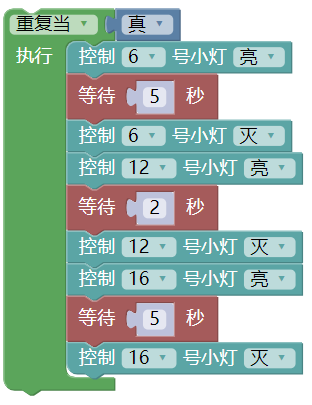 重复当 真
执行 控制 6 号小灯 亮
等待 5 秒
控制 6 号小灯 灭
控制 12 号小灯 亮
等待 2 秒
控制 12 号小灯 灭
控制 16 号小灯 亮
等待 5 秒
控制 16 号小灯 灭